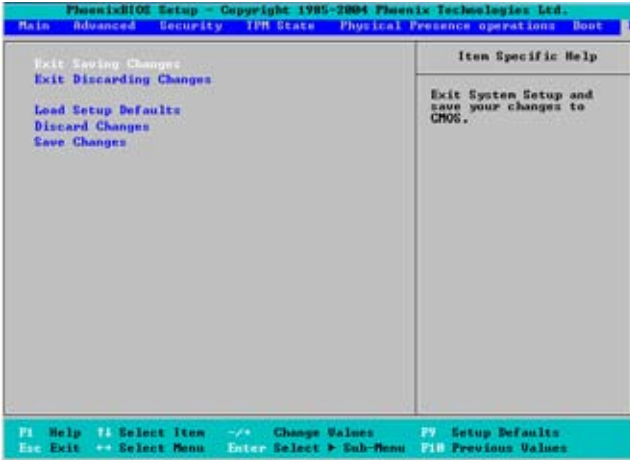 PhoenixBIOS Setup - Copyright 1985-2004 Phoenix Technologies Ltd.
Main Advanced Security TPM State Physical Presence operations Boot
Exit Saving Changes
Exit Discarding Changes
Load Setup Defaults
Discard Changes
Save Changes
Item Specific Help
Exit System Setup and
save your changes to
CMOS.
F1 Help ↑↓ Select Item -/+ Change Values F9 Setup Defaults
Esc Exit ↔ Select Menu Enter Select ▶ Sub-Menu F10 Previous Values